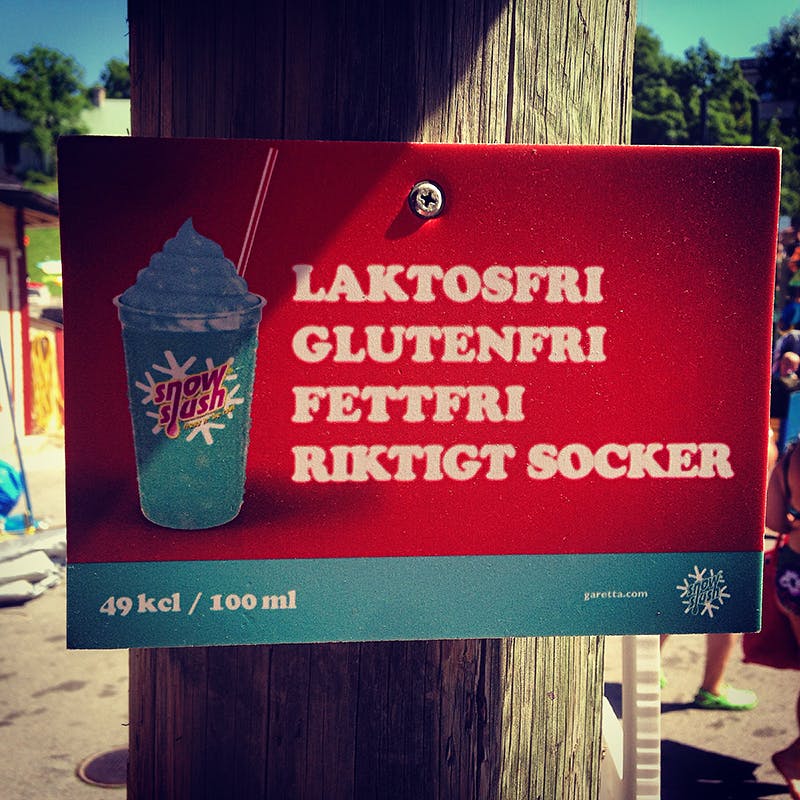 LAKTOSFRI
GLUTENFRI
FETTFRI
RIKTIGT SOCKER
snow
slush
49 kcl / 100 ml
garetta.com
snow
slush